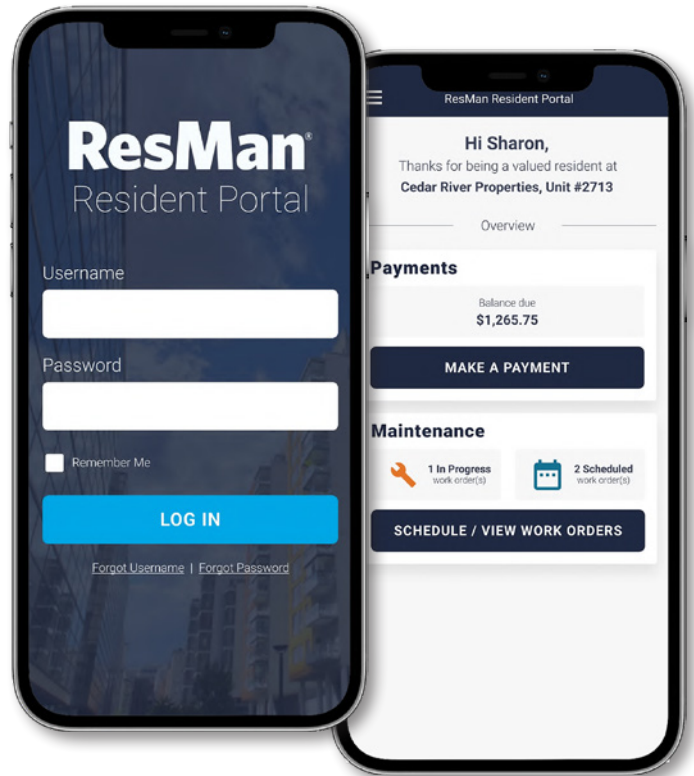 ResMan®
Resident Portal
Username
Password
Remember Me
LOG IN
Forgot Username | Forgot Password
ResMan Resident Portal
Hi Sharon,
Thanks for being a valued resident at
Cedar River Properties, Unit #2713
Overview
Payments
Balance due
$1,265.75
MAKE A PAYMENT
Maintenance
1 In Progress
work order(s)
2 Scheduled
work order(s)
SCHEDULE / VIEW WORK ORDERS